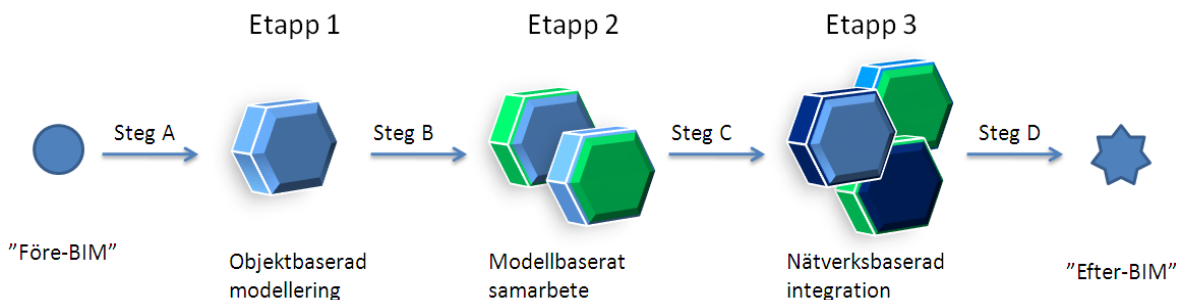 Etapp 1
Etapp 2
Etapp 3
Steg A
Steg B
Steg C
Steg D
”Före-BIM”
Objektbaserad
modellering
Modellbaserat
samarbete
Nätverksbaserad
integration
”Efter-BIM”